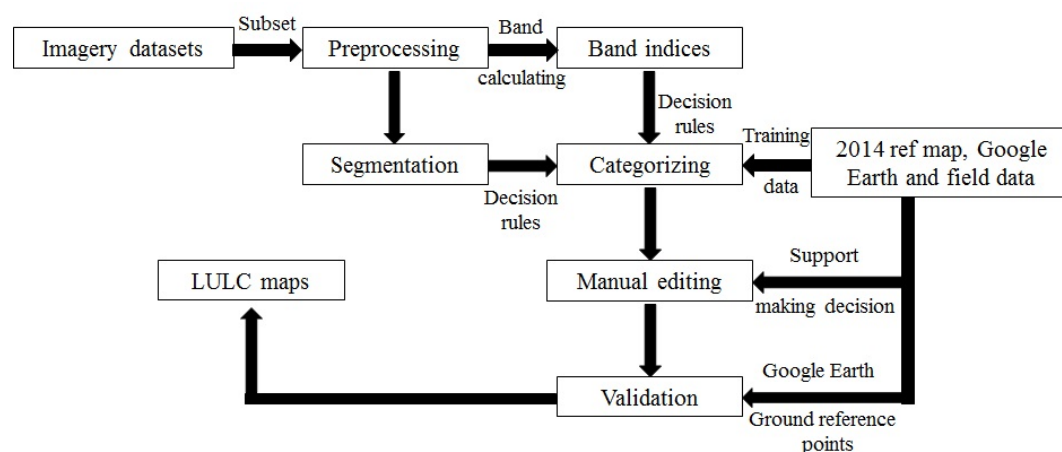 Subset
Imagery datasets
Preprocessing
Band
calculating
Band indices
Decision
rules
Segmentation
Decision
rules
Categorizing
Training
data
2014 ref map, Google
Earth and field data
LULC maps
Manual editing
Support
making decision
Validation
Google Earth
Ground reference
points